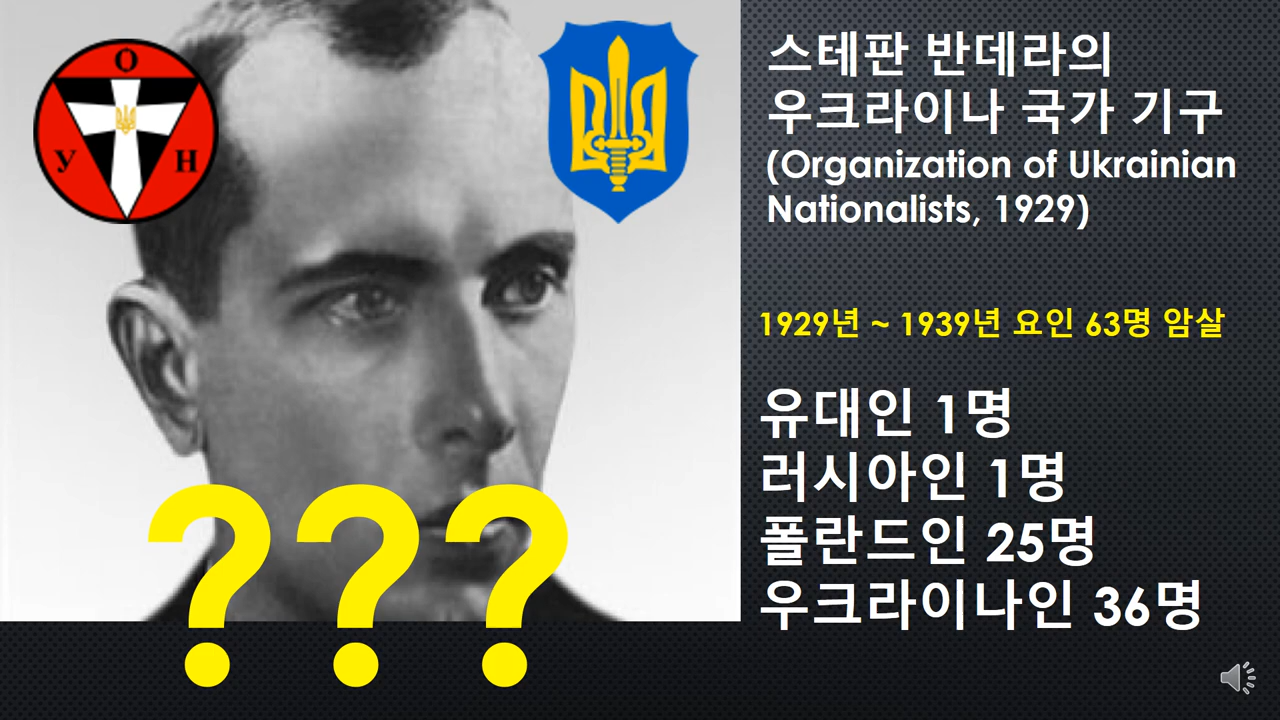 О
У Н
스테판 반데라의
우크라이나 국가 기구
(Organization of Ukrainian
Nationalists, 1929)
1929년 ~ 1939년 요인 63명 암살
유대인 1명
러시아인 1명
폴란드인 25명
우크라이나인 36명
???